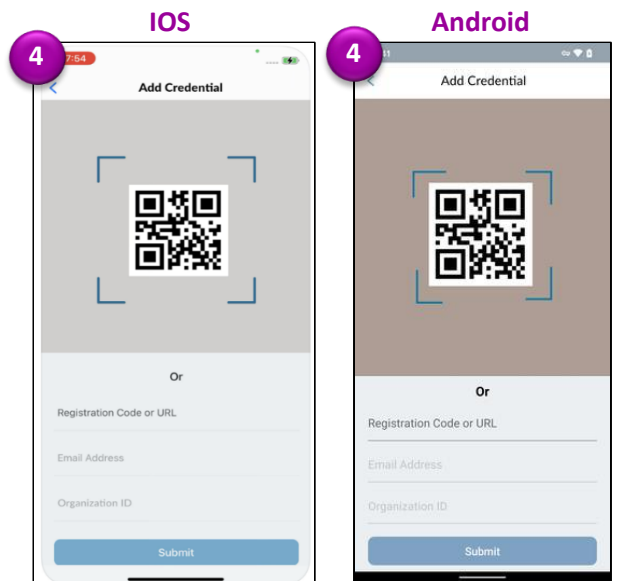 IOS
4
7:54
Add Credential
Or
Registration Code or URL
Email Address
Organization ID
Submit
Android
4
Add Credential
Or
Registration Code or URL
Email Address
Organization ID
Submit